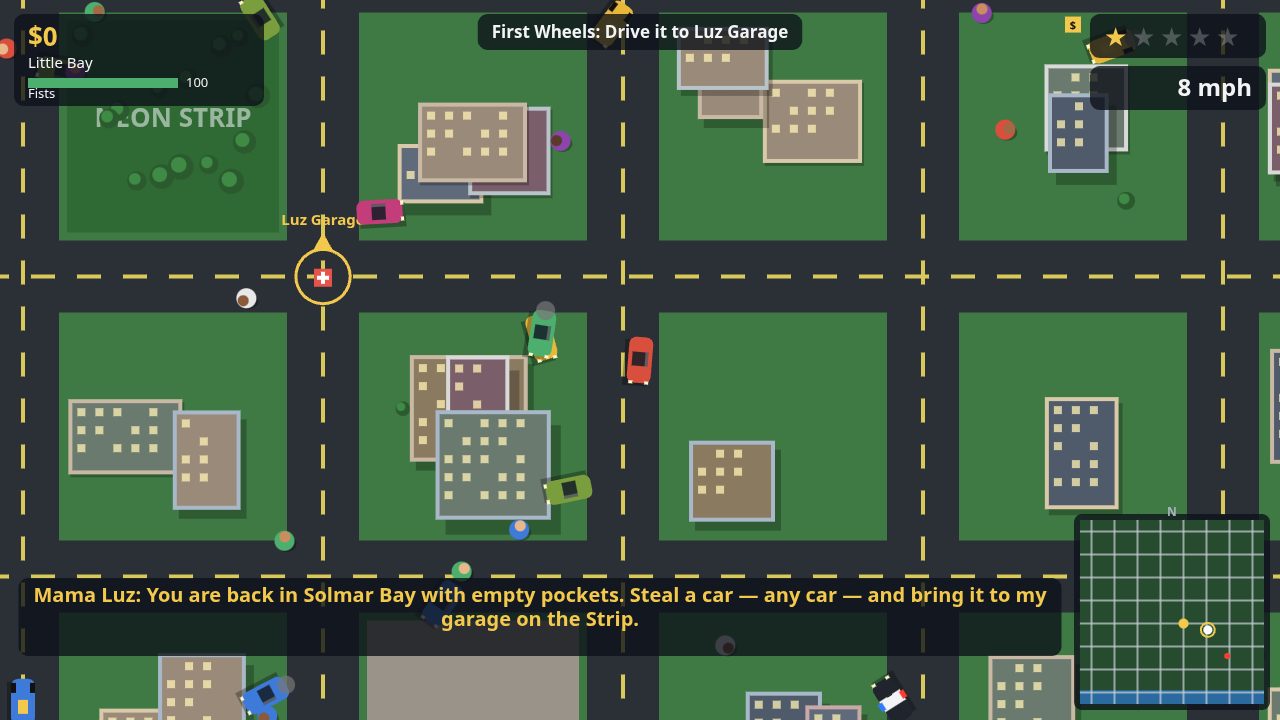 $0
Little Bay
100
Fists
NEON STRIP
First Wheels: Drive it to Luz Garage
$
8 mph
Luz Garage
N
Mama Luz: You are back in Solmar Bay with empty pockets. Steal a car — any car — and bring it to my
garage on the Strip.